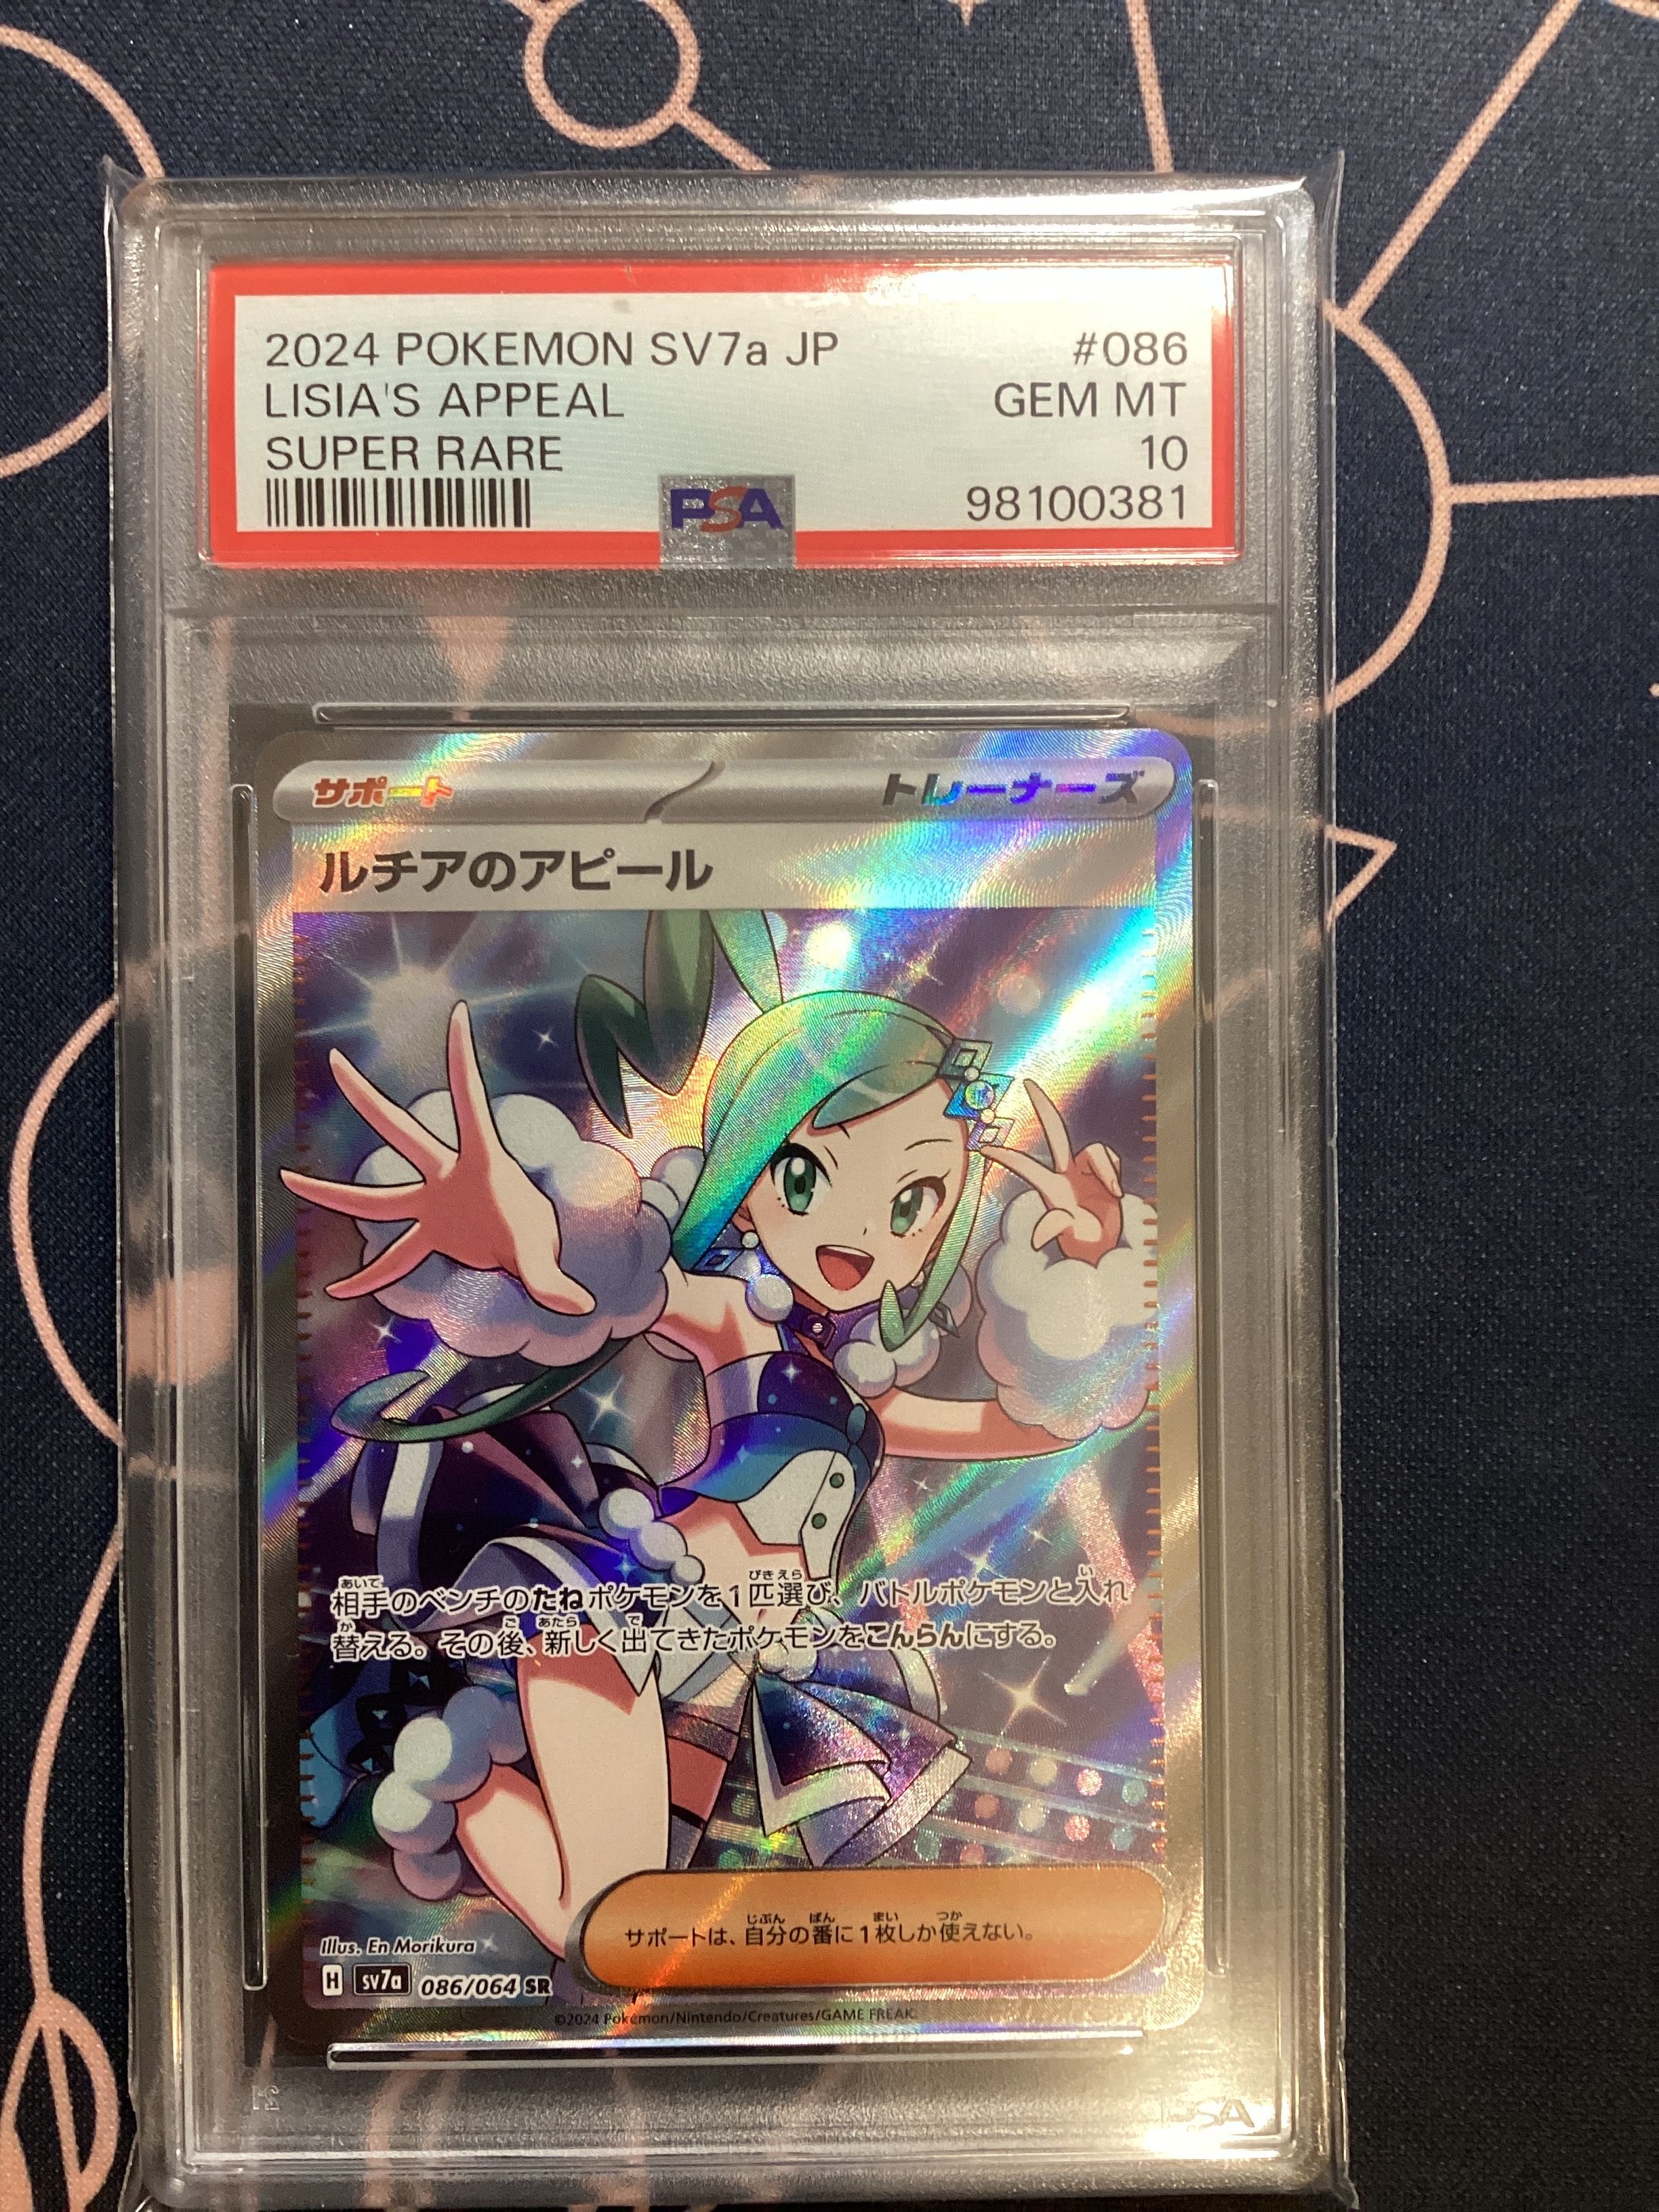 2024 POKEMON SV7a JP #086
LISIA'S APPEAL GEM MT
SUPER RARE 10
PSA 98100381
サポート トレーナーズ
ルチアのアピール
相手のベンチのたねポケモンを1匹選び、バトルポケモンと入れ
替える。その後、新しく出てきたポケモンをこんらんにする。
サポートは、自分の番に1枚しか使えない。
Illus. En Morikura
H sv7a 086/064 SR
©2024 Pokémon/Nintendo/Creatures/GAME FREAK.